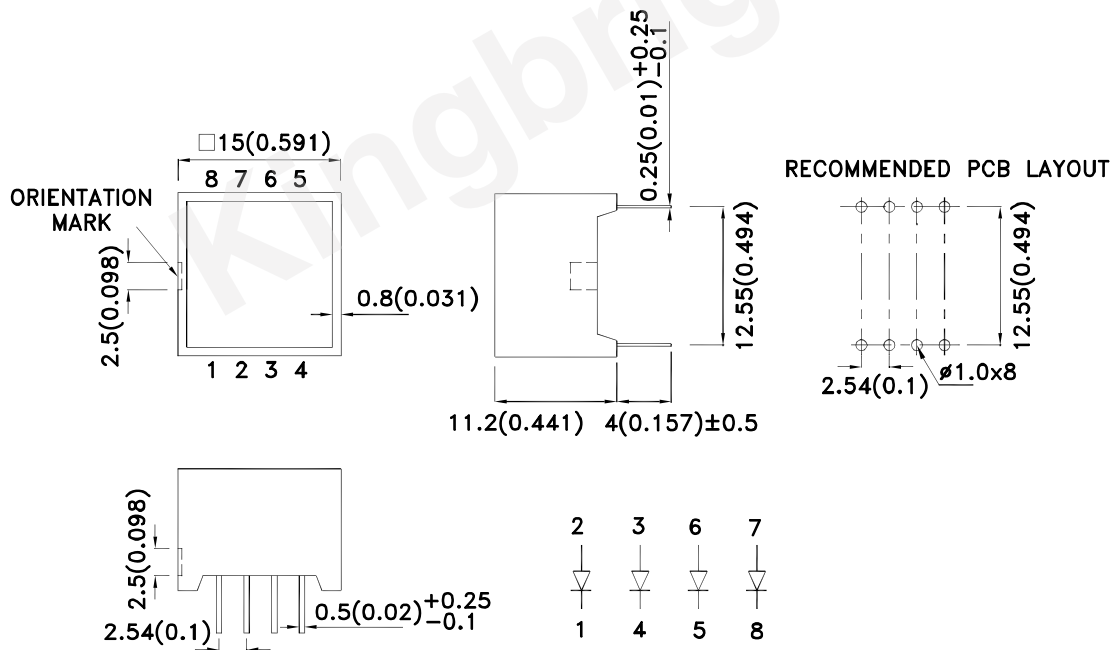 Kingbrig
0.25(0.01)+0.25
-0.1
□15(0.591)
8 7 6 5
ORIENTATION
MARK
2.5(0.098)
0.8(0.031)
1 2 3 4
12.55(0.494)
11.2(0.441) 4(0.157)±0.5
RECOMMENDED PCB LAYOUT
12.55(0.494)
2.54(0.1)
ø1.0x8
2.5(0.098)
2.54(0.1)
0.5(0.02)+0.25
-0.1
2 3 6 7
1 4 5 8